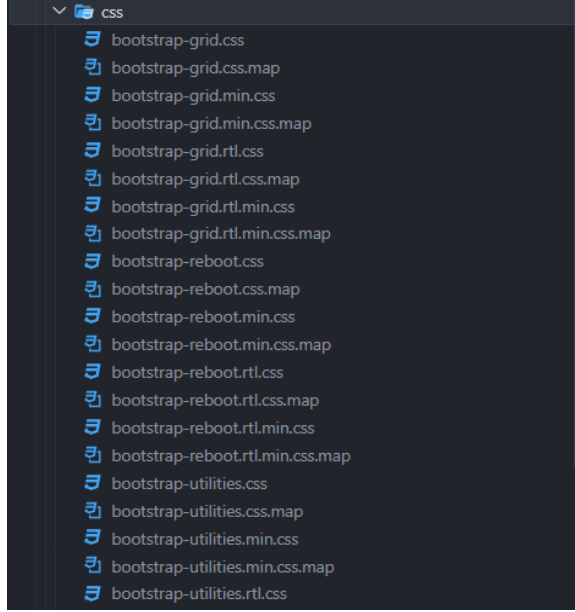 css
bootstrap-grid.css
bootstrap-grid.css.map
bootstrap-grid.min.css
bootstrap-grid.min.css.map
bootstrap-grid.rtl.css
bootstrap-grid.rtl.css.map
bootstrap-grid.rtl.min.css
bootstrap-grid.rtl.min.css.map
bootstrap-reboot.css
bootstrap-reboot.css.map
bootstrap-reboot.min.css
bootstrap-reboot.min.css.map
bootstrap-reboot.rtl.css
bootstrap-reboot.rtl.css.map
bootstrap-reboot.rtl.min.css
bootstrap-reboot.rtl.min.css.map
bootstrap-utilities.css
bootstrap-utilities.css.map
bootstrap-utilities.min.css
bootstrap-utilities.min.css.map
bootstrap-utilities.rtl.css